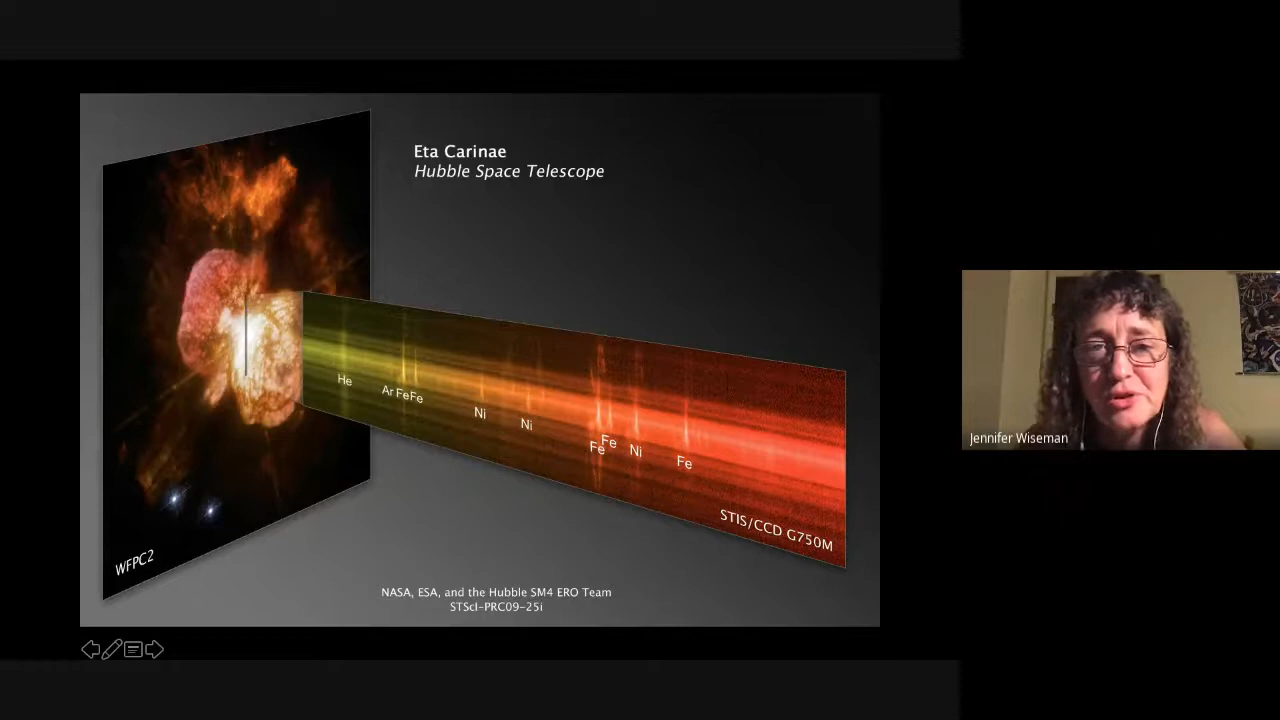 Eta Carinae
Hubble Space Telescope
He
Ar Fe Fe
Ni
Ni
Fe
Fe
Ni
Fe
STIS/CCD G750M
WFPC2
NASA, ESA, and the Hubble SM4 ERO Team
STScI-PRC09-25i
Jennifer Wiseman